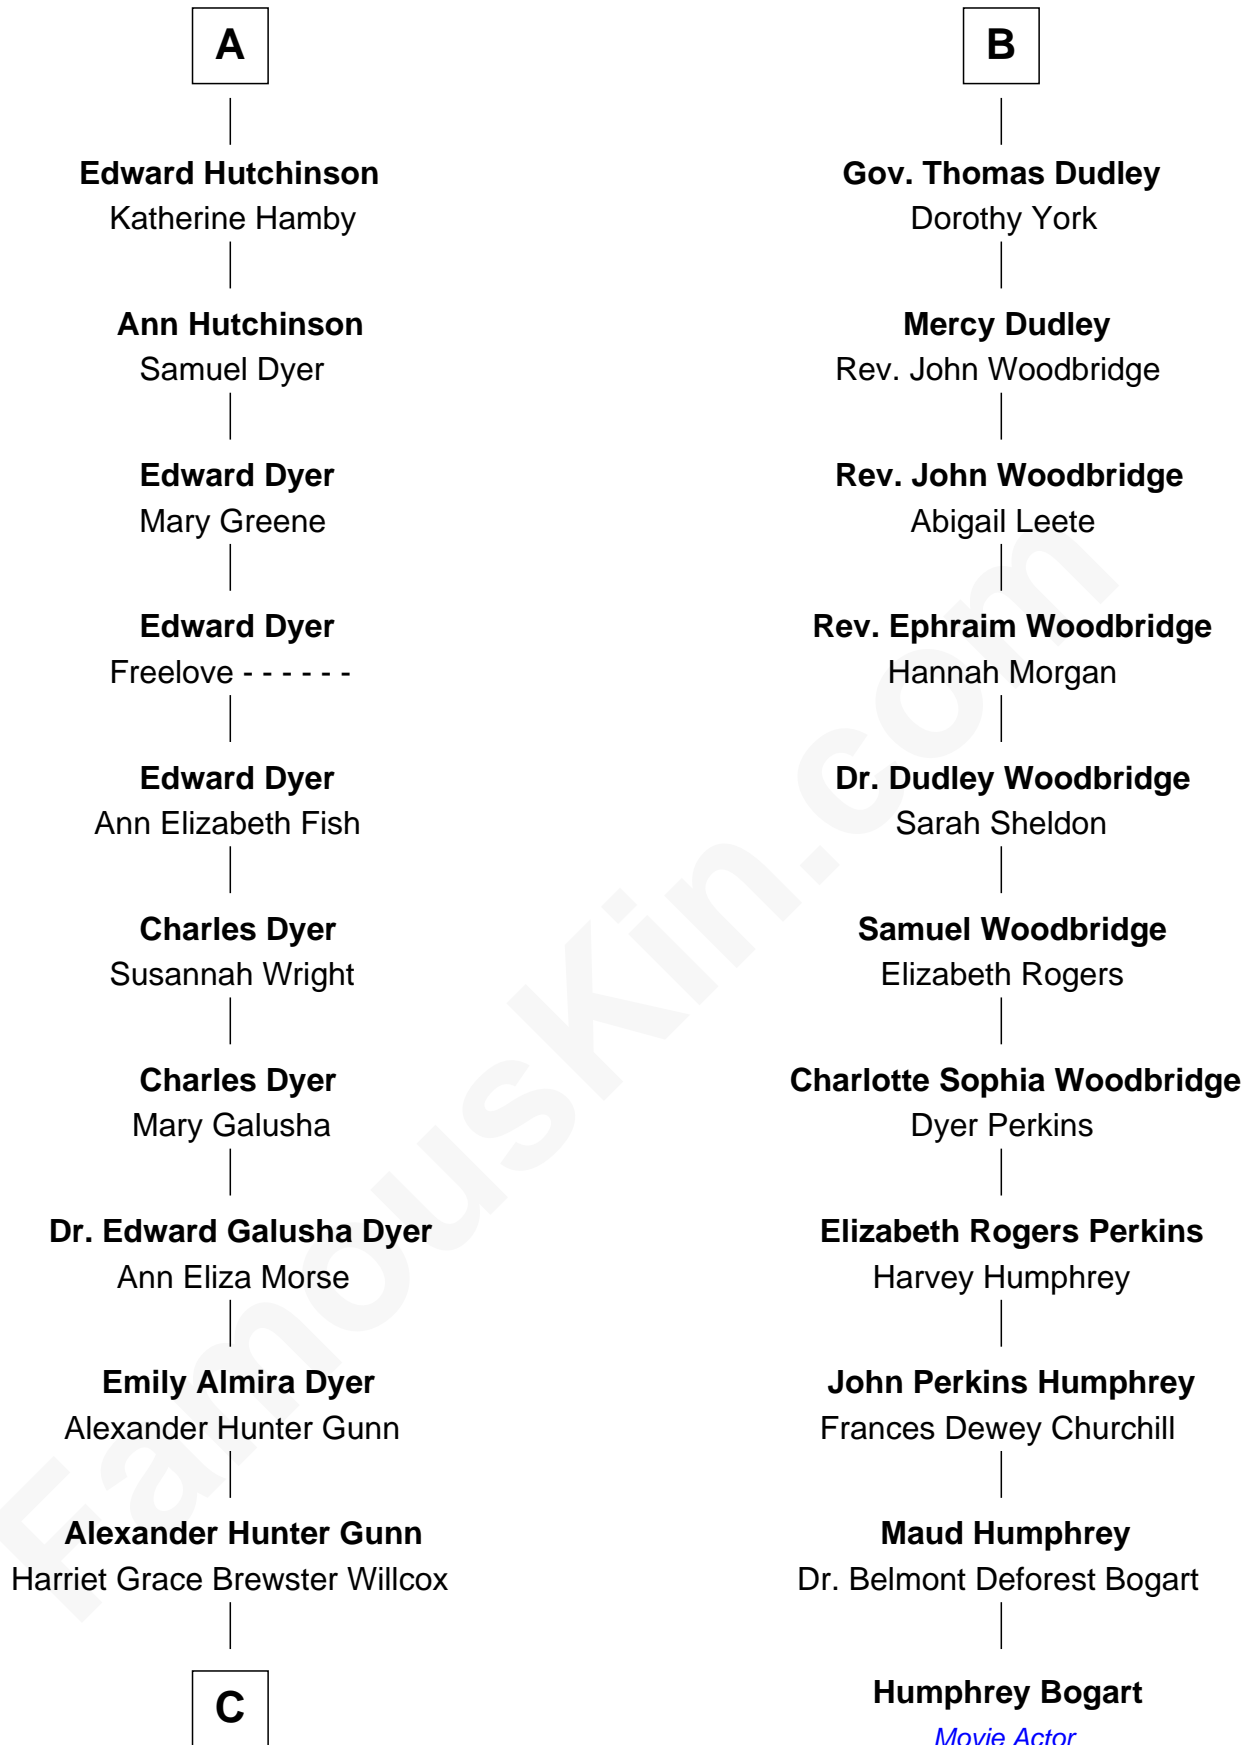 A
Edward Hutchinson
Katherine Hamby
Ann Hutchinson
Samuel Dyer
Edward Dyer
Mary Greene
Edward Dyer
Freelove - - - - - -
Edward Dyer
Ann Elizabeth Fish
Charles Dyer
Susannah Wright
Charles Dyer
Mary Galusha
Dr. Edward Galusha Dyer
Ann Eliza Morse
Emily Almira Dyer
Alexander Hunter Gunn
Alexander Hunter Gunn
Harriet Grace Brewster Willcox
C
B
Gov. Thomas Dudley
Dorothy York
Mercy Dudley
Rev. John Woodbridge
Rev. John Woodbridge
Abigail Leete
Rev. Ephraim Woodbridge
Hannah Morgan
Dr. Dudley Woodbridge
Sarah Sheldon
Samuel Woodbridge
Elizabeth Rogers
Charlotte Sophia Woodbridge
Dyer Perkins
Elizabeth Rogers Perkins
Harvey Humphrey
John Perkins Humphrey
Frances Dewey Churchill
Maud Humphrey
Dr. Belmont Deforest Bogart
Humphrey Bogart
Movie Actor
FamousKin.com